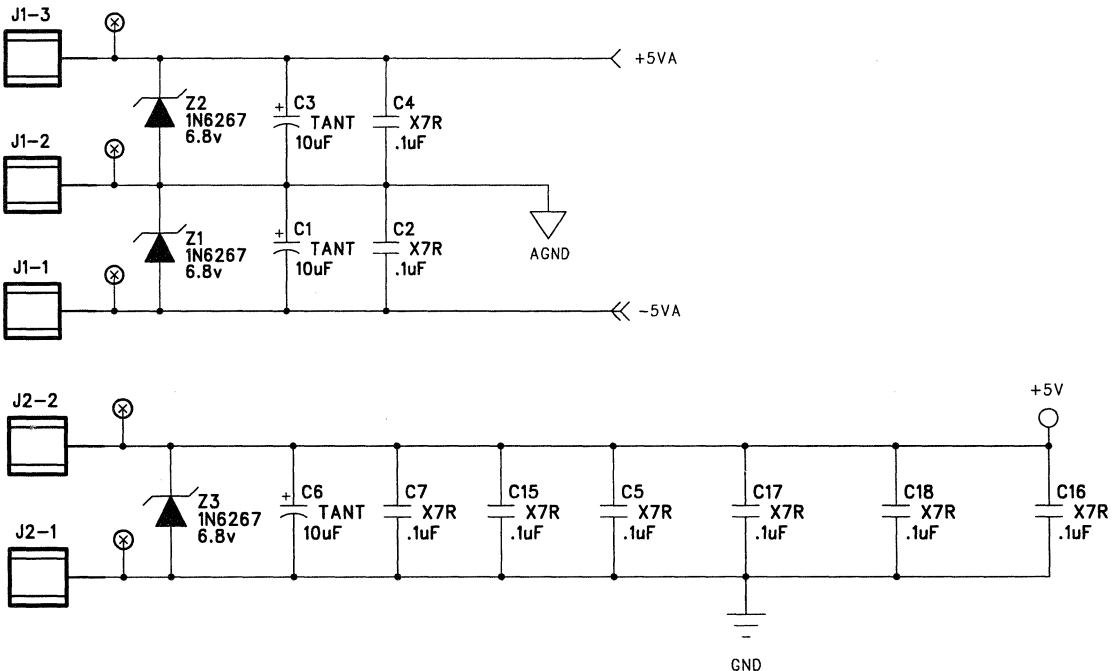 J1-3
+5VA
Z2
1N6267
6.8v
+ C3
TANT
10uF
C4
X7R
.1uF
J1-2
AGND
Z1
1N6267
6.8v
+ C1
TANT
10uF
C2
X7R
.1uF
J1-1
-5VA
J2-2
+5V
Z3
1N6267
6.8v
+ C6
TANT
10uF
C7
X7R
.1uF
C15
X7R
.1uF
C5
X7R
.1uF
C17
X7R
.1uF
C18
X7R
.1uF
C16
X7R
.1uF
J2-1
GND